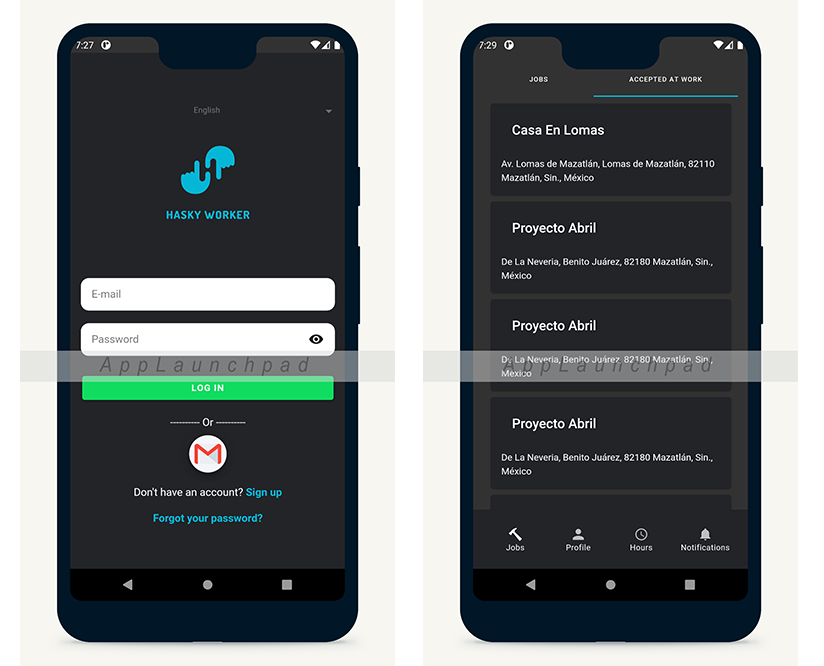 7:27
English
HASKY WORKER
E-mail
Password
AppLaunchpad
LOG IN
---------- Or ----------
Don't have an account? Sign up
Forgot your password?
7:29
JOBS ACCEPTED AT WORK
Casa En Lomas
Av. Lomas de Mazatlán, Lomas de Mazatlán, 82110
Mazatlán, Sin., México
Proyecto Abril
De La Neveria, Benito Juárez, 82180 Mazatlán, Sin.,
México
Proyecto Abril
De La Neveria, Benito Juárez, 82180 Mazatlán, Sin.,
México
AppLaunchpad
Proyecto Abril
De La Neveria, Benito Juárez, 82180 Mazatlán, Sin.,
México
Jobs Profile Hours Notifications